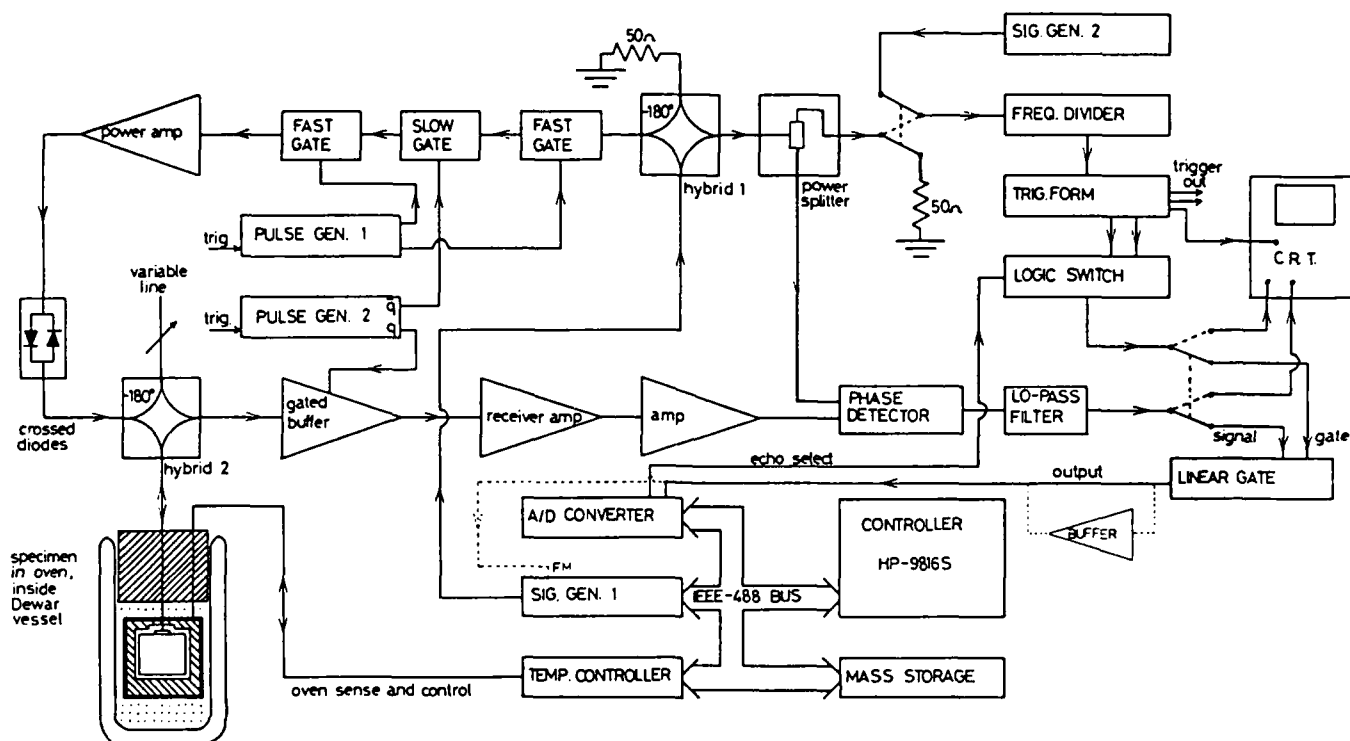 50Ω
SIG. GEN. 2
-180°
power amp
FAST
GATE
SLOW
GATE
FAST
GATE
FREQ. DIVIDER
hybrid 1
power
splitter
50Ω
TRIG. FORM
trigger
out
trig.
PULSE GEN. 1
C.R.T.
variable
line
LOGIC SWITCH
trig.
PULSE GEN. 2
q̄
q
-180°
gated
buffer
receiver amp
amp
PHASE
DETECTOR
LO-PASS
FILTER
crossed
diodes
hybrid 2
signal
gate
echo select
output
LINEAR GATE
A/D CONVERTER
CONTROLLER
HP-9816S
BUFFER
specimen
in oven,
inside
Dewar
vessel
FM
SIG. GEN. 1
IEEE-488 BUS
TEMP. CONTROLLER
MASS STORAGE
oven sense and control